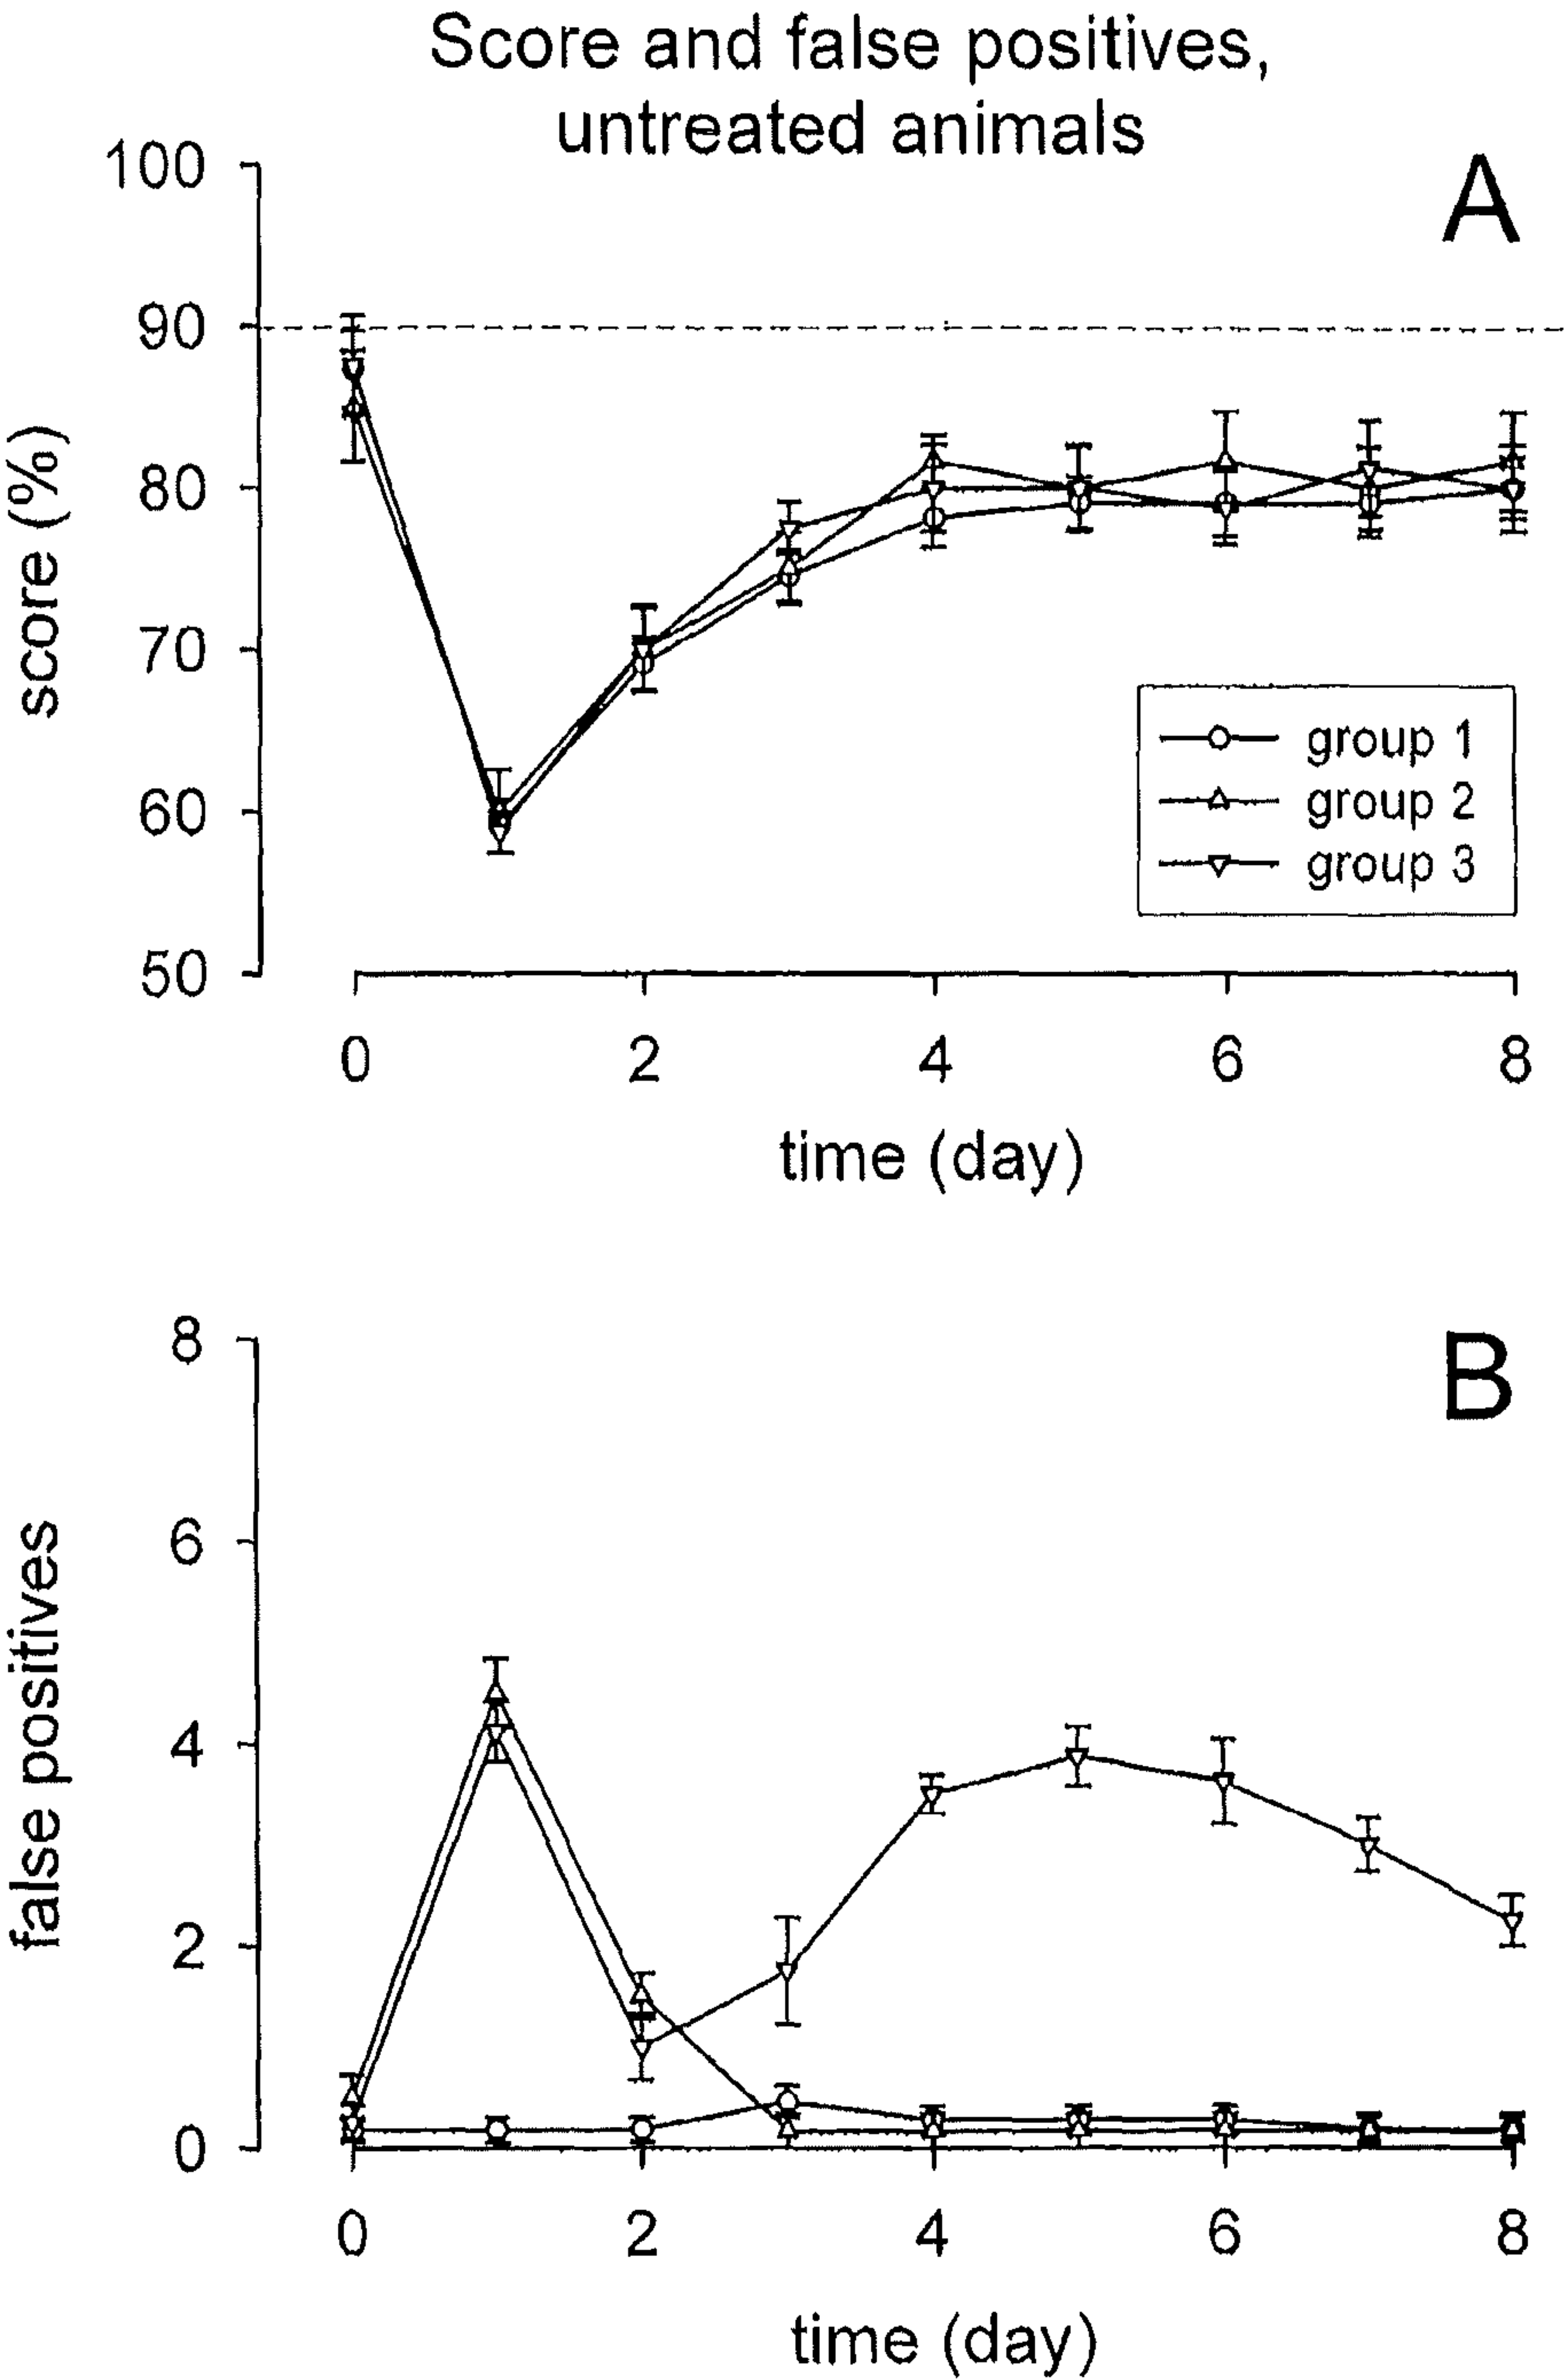 Score and false positives,
untreated animals
A
100
90
80
70
60
50
score (%)
group 1
group 2
group 3
0 2 4 6 8
time (day)
B
8
6
4
2
0
false positives
0 2 4 6 8
time (day)